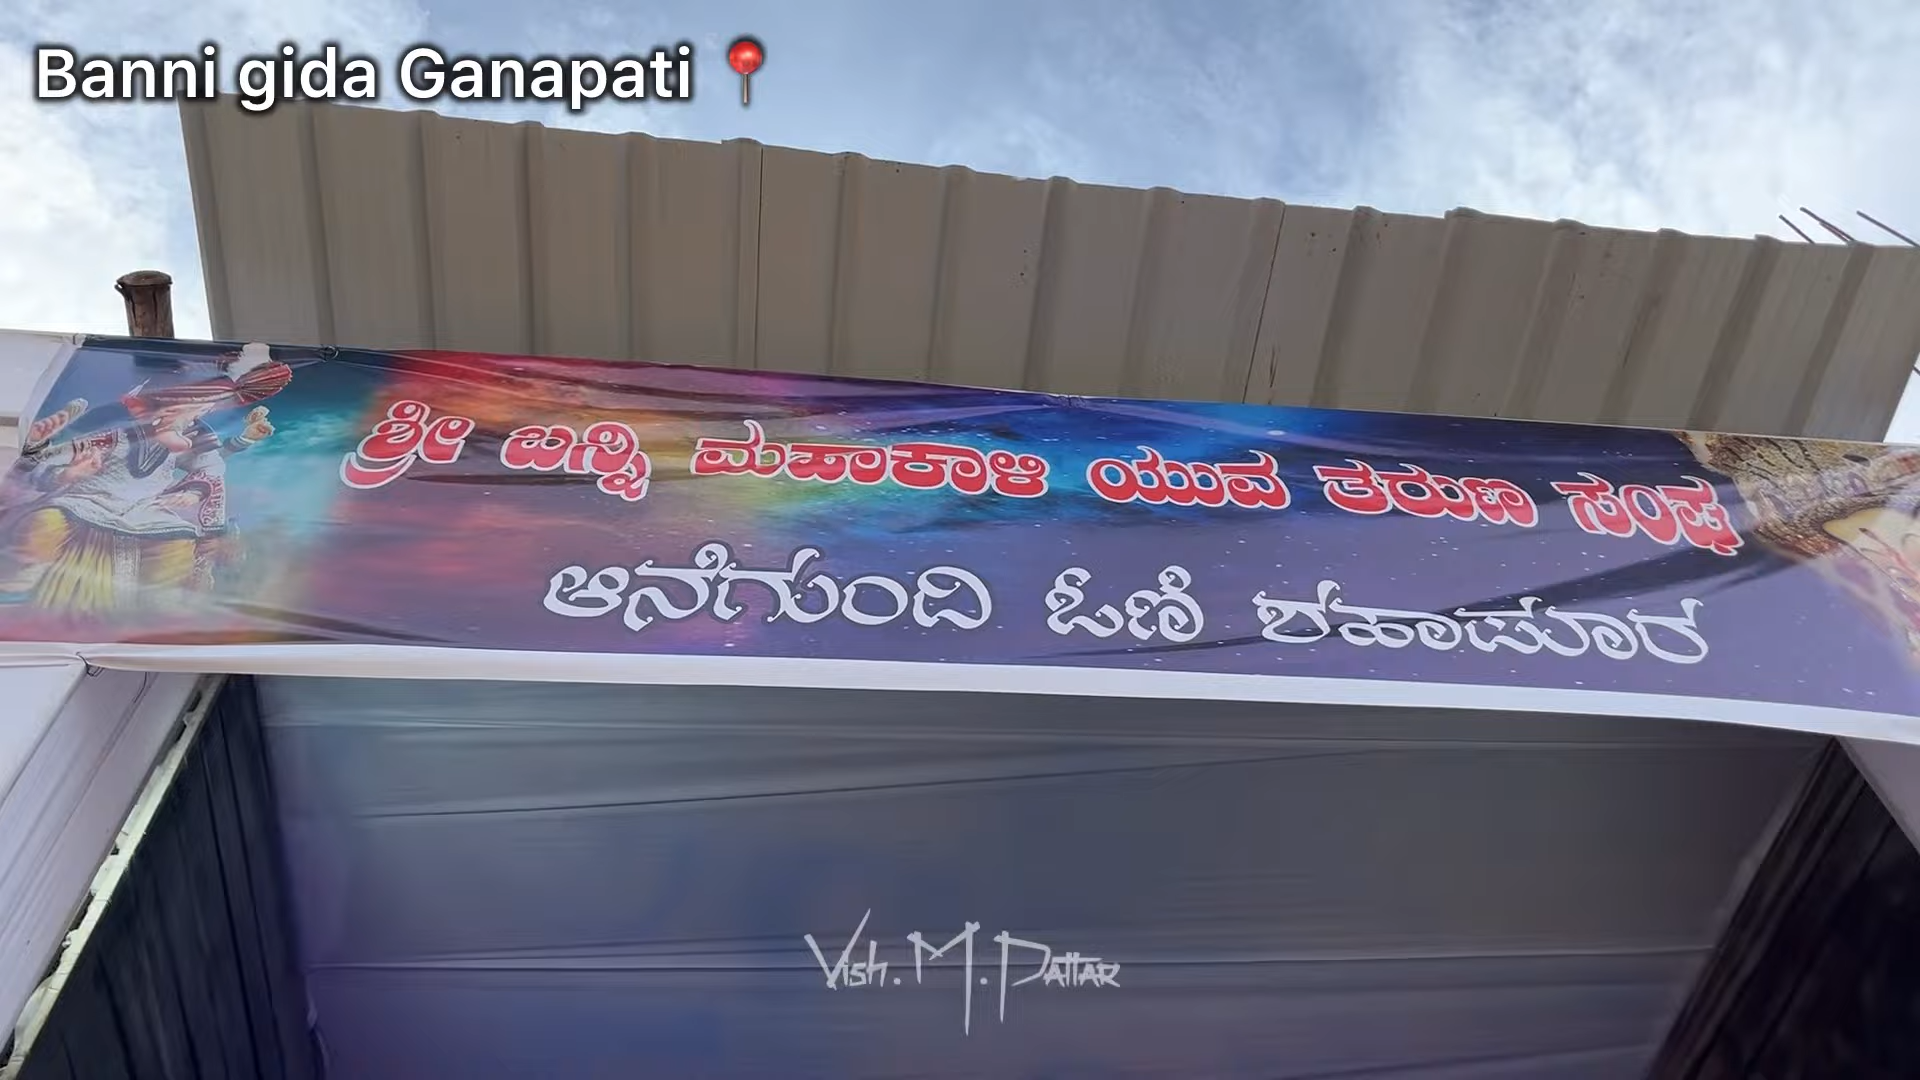 Banni gida Ganapati
ಶ್ರೀ ಬನ್ನಿ ಮಹಾಕಾಳಿ ಯುವ ತರುಣ ಸಂಘ
ಆನೆಗುಂದಿ ಓಣಿ ಶಹಾಪೂರ
Vish. M. Pattar